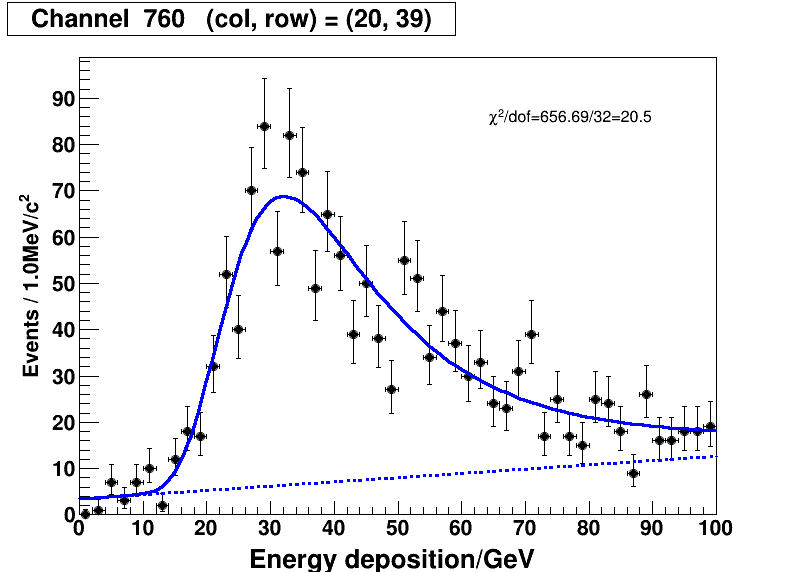 Channel 760 (col, row) = (20, 39)
χ²/dof=656.69/32=20.5
Events / 1.0MeV/c²
90
80
70
60
50
40
30
20
10
0
0 10 20 30 40 50 60 70 80 90 100
Energy deposition/GeV